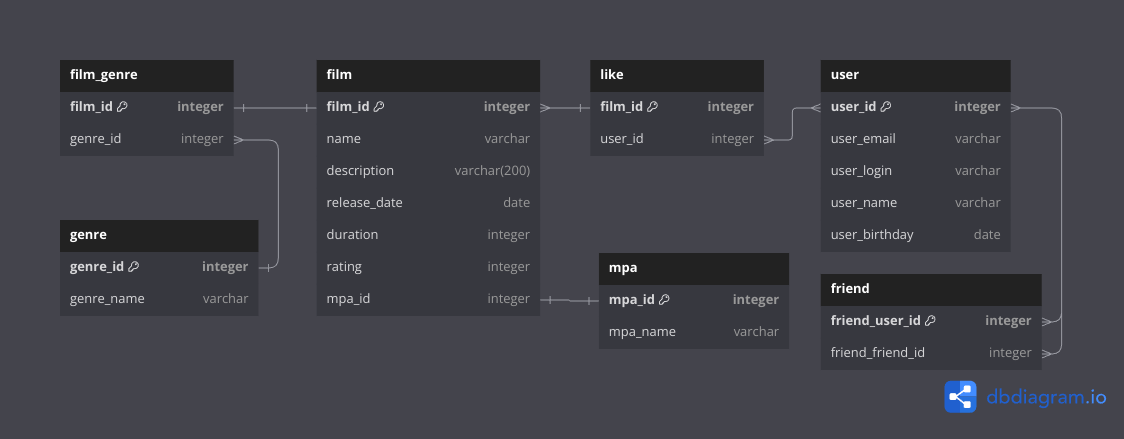 film_genre
film_id integer
genre_id integer
genre
genre_id integer
genre_name varchar
film
film_id integer
name varchar
description varchar(200)
release_date date
duration integer
rating integer
mpa_id integer
like
film_id integer
user_id integer
mpa
mpa_id integer
mpa_name varchar
user
user_id integer
user_email varchar
user_login varchar
user_name varchar
user_birthday date
friend
friend_user_id integer
friend_friend_id integer
dbdiagram.io